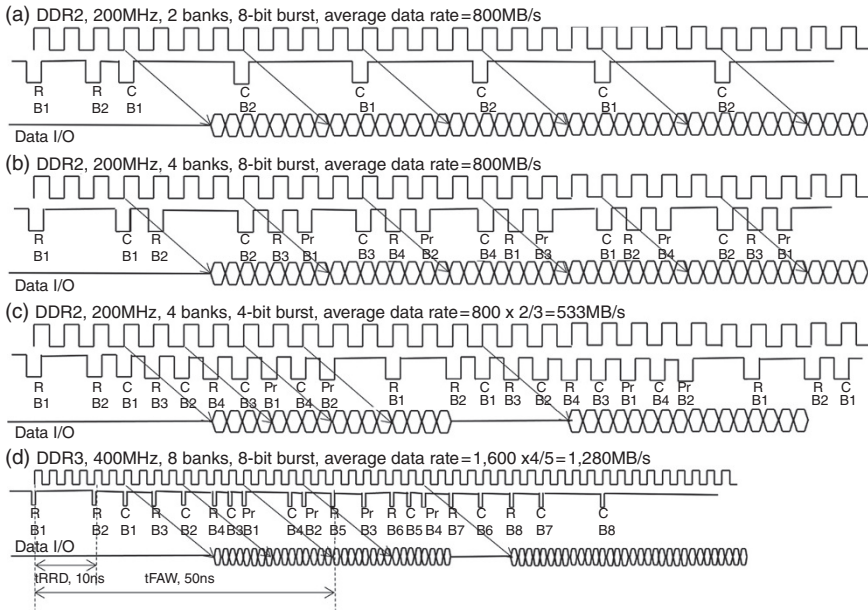 (a) DDR2, 200MHz, 2 banks, 8-bit burst, average data rate=800MB/s
R R C C C C C C
B1 B2 B1 B2 B1 B2 B1 B2
Data I/O
(b) DDR2, 200MHz, 4 banks, 8-bit burst, average data rate=800MB/s
R C R C R Pr C R Pr C R Pr C R Pr C R Pr
B1 B1 B2 B2 B3 B1 B3 B4 B2 B4 B1 B3 B1 B2 B4 B2 B3 B1
Data I/O
(c) DDR2, 200MHz, 4 banks, 4-bit burst, average data rate=800 x 2/3=533MB/s
R R C R C R C Pr C Pr R R C R C R C Pr C Pr R R C
B1 B2 B1 B3 B2 B4 B3 B1 B4 B2 B1 B2 B1 B3 B2 B4 B3 B1 B4 B2 B1 B2 B1
Data I/O
(d) DDR3, 400MHz, 8 banks, 8-bit burst, average data rate=1,600 x4/5=1,280MB/s
R R C R C R C Pr C Pr R Pr R C Pr R C R C C
B1 B2 B1 B3 B2 B4 B3 B1 B4 B2 B5 B3 B6 B5 B4 B7 B6 B8 B7 B8
Data I/O
tRRD, 10ns tFAW, 50ns